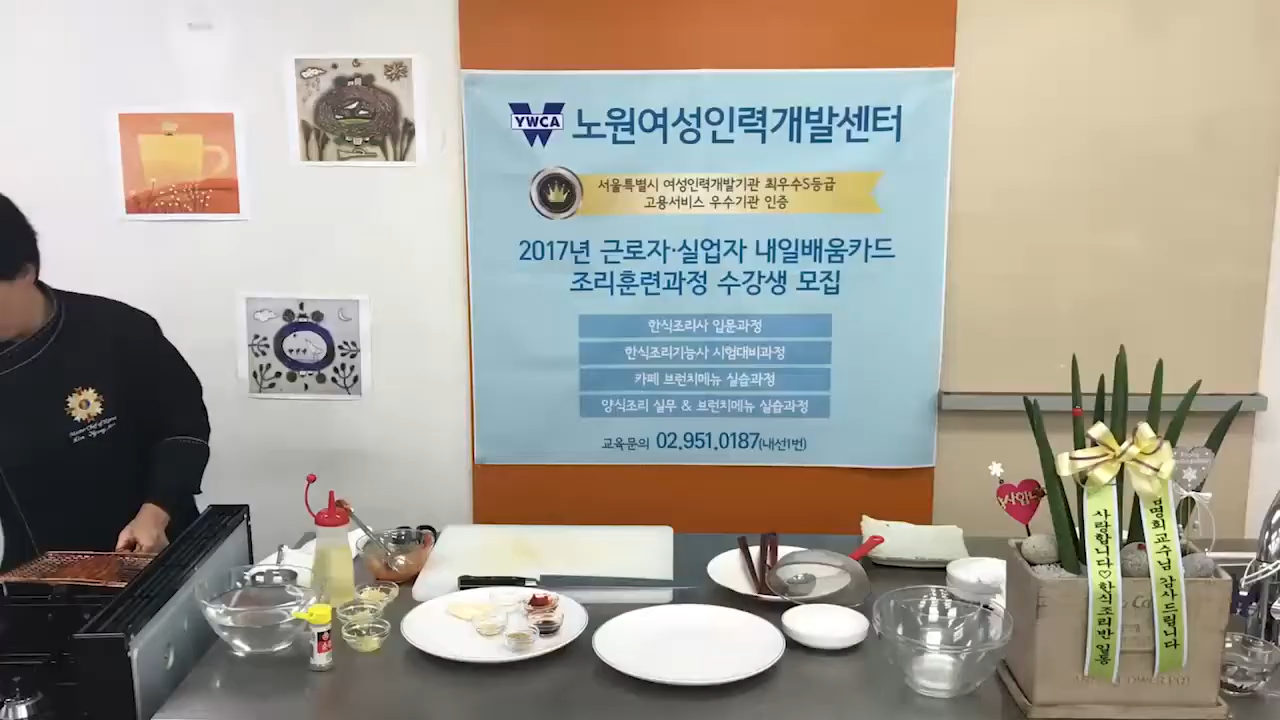 YWCA 노원여성인력개발센터
서울특별시 여성인력개발기관 최우수S등급
고용서비스 우수기관 인증
2017년 근로자·실업자 내일배움카드
조리훈련과정 수강생 모집
한식조리사 입문과정
한식조리기능사 시험대비과정
카페 브런치메뉴 실습과정
양식조리 실무 & 브런치메뉴 실습과정
교육문의 02.951.0187(내선1번)
사랑합니다♡한식조리반 일동
김명희교수님 감사드립니다